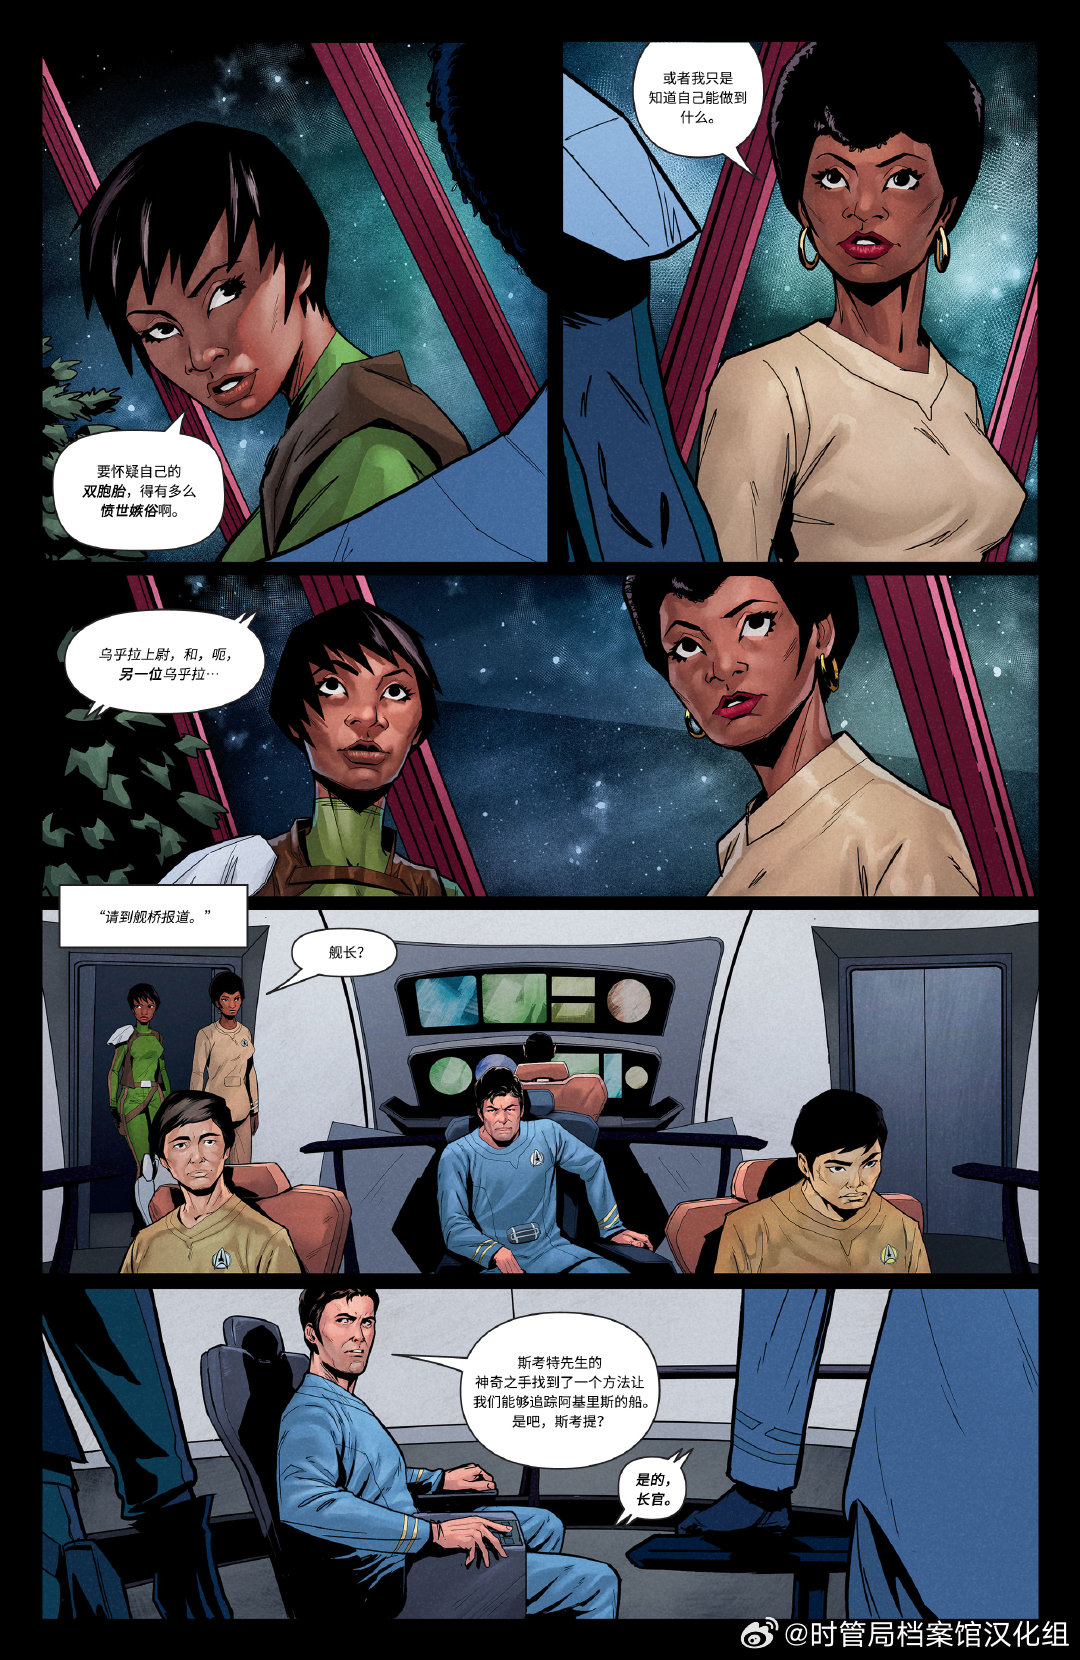 或者我只是
知道自己能做到
什么。
要怀疑自己的
双胞胎，得有多么
愤世嫉俗啊。
乌乎拉上尉，和，呃，
另一位乌乎拉…
“请到舰桥报道。”
舰长？
斯考特先生的
神奇之手找到了一个方法让
我们能够追踪阿基里斯的船。
是吧，斯考提？
是的，
长官。
@时管局档案馆汉化组